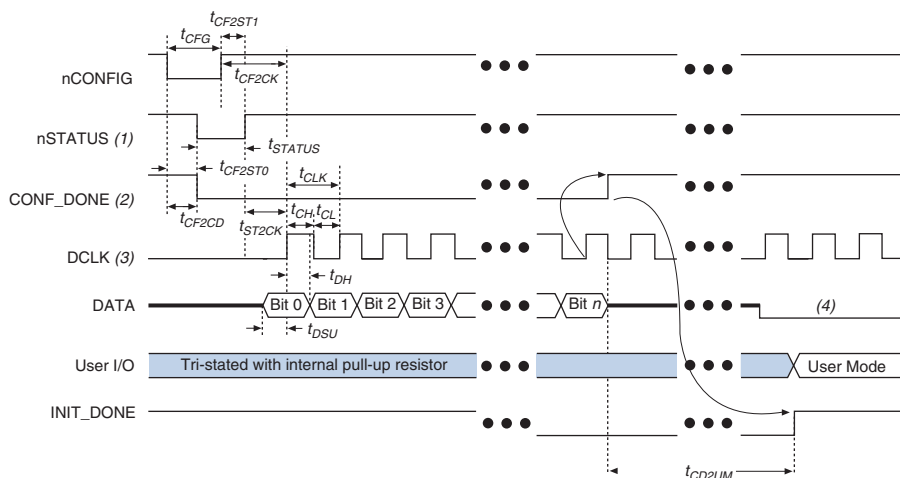 tCF2ST1
tCFG
nCONFIG
tCF2CK
nSTATUS (1)
tSTATUS
tCF2ST0
tCLK
CONF_DONE (2)
tCF2CD
tST2CK
tCH
tCL
DCLK (3)
tDH
DATA
Bit 0
Bit 1
Bit 2
Bit 3
Bit n
(4)
tDSU
User I/O
Tri-stated with internal pull-up resistor
User Mode
INIT_DONE
tCD2UM